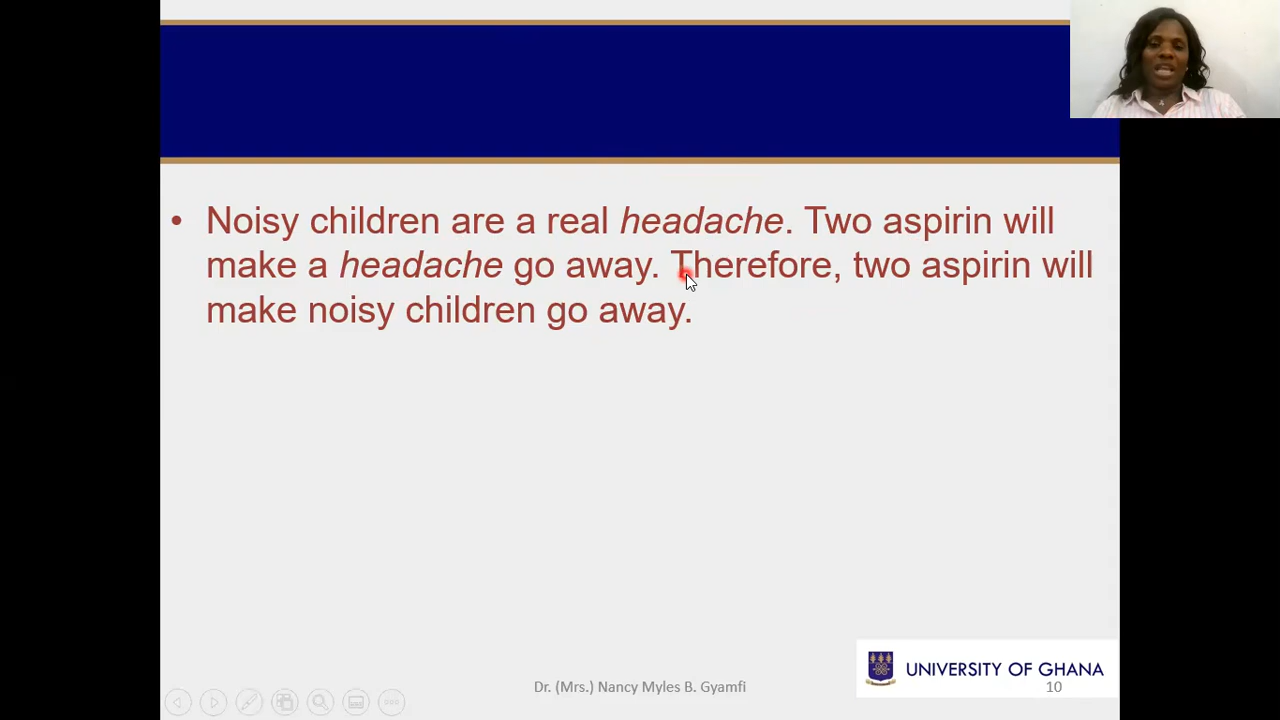 • Noisy children are a real headache. Two aspirin will
make a headache go away. Therefore, two aspirin will
make noisy children go away.
UNIVERSITY OF GHANA
Dr. (Mrs.) Nancy Myles B. Gyamfi
10